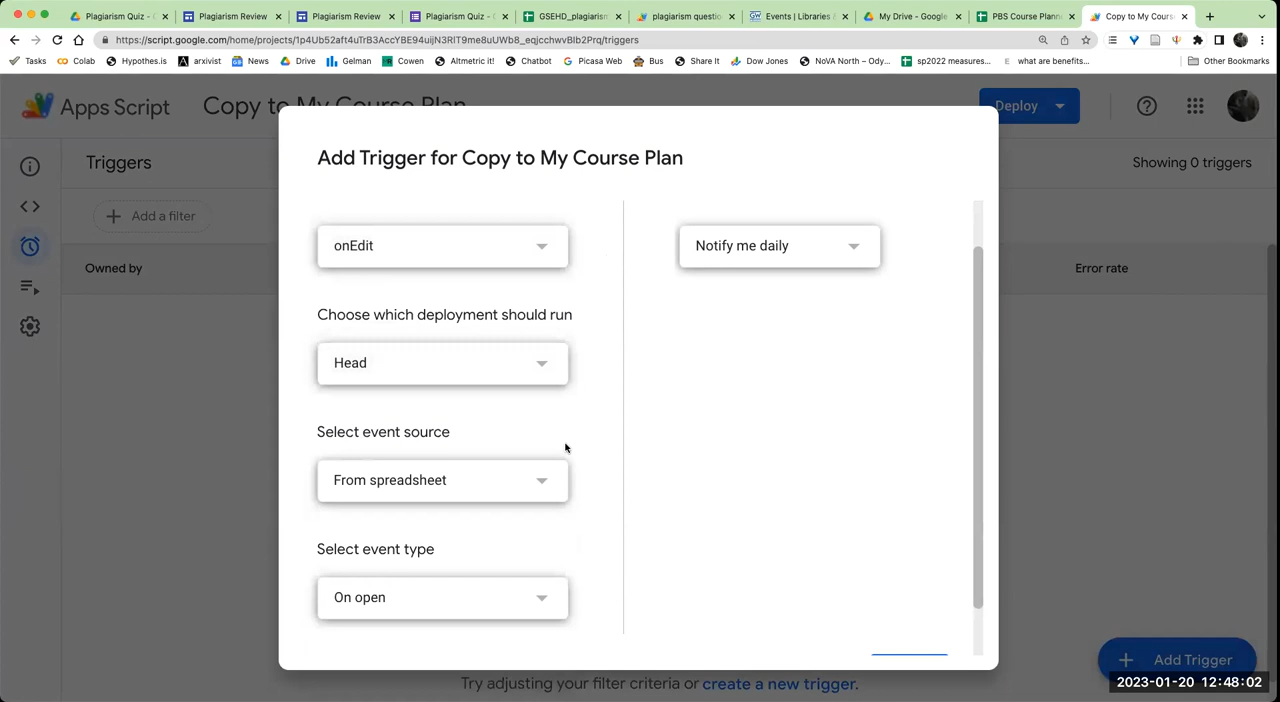 Plagiarism Quiz - G
Plagiarism Review
Plagiarism Review
Plagiarism Quiz - G
GSEHD_plagiarism
plagiarism questio
Events | Libraries &
My Drive - Google
PBS Course Planne
Copy to My Course
https://script.google.com/home/projects/1p4Ub52aft4uTrB3AccYBE94uijN3RlT9me8uUWb8_eqjcchwvBIb2Prq/triggers
Tasks
Colab
Hypothes.is
arxivist
News
Drive
Gelman
Cowen
Altmetric it!
Chatbot
Picasa Web
Bus
Share It
Dow Jones
NoVA North – Ody...
sp2022 measures...
what are benefits...
Other Bookmarks
Apps Script
Copy to My Course Plan
Deploy
Triggers
Showing 0 triggers
Add a filter
Owned by
Error rate
Add Trigger for Copy to My Course Plan
onEdit
Notify me daily
Choose which deployment should run
Head
Select event source
From spreadsheet
Select event type
On open
Add Trigger
Try adjusting your filter criteria or create a new trigger.
2023-01-20 12:48:02